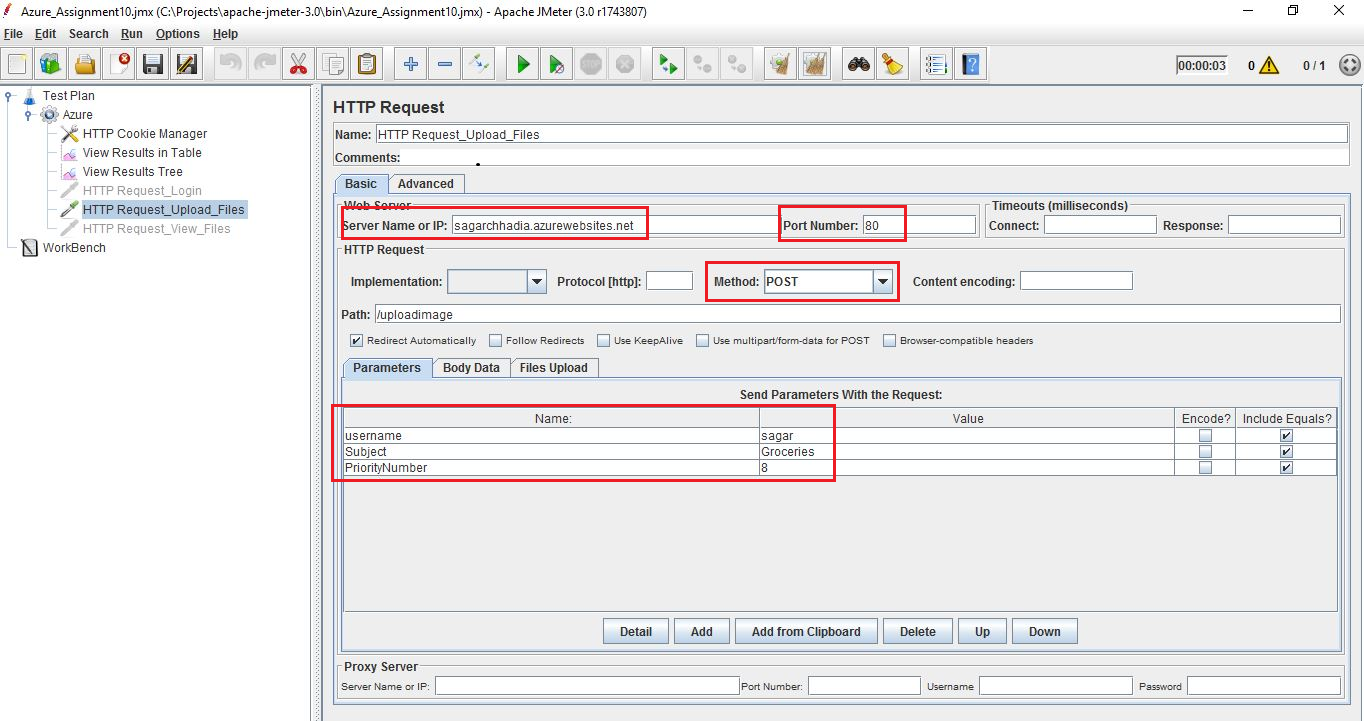 Azure_Assignment10.jmx (C:\Projects\apache-jmeter-3.0\bin\Azure_Assignment10.jmx) - Apache JMeter (3.0 r1743807)
File Edit Search Run Options Help
00:00:03 0 0 / 1
Test Plan
Azure
HTTP Cookie Manager
View Results in Table
View Results Tree
HTTP Request_Login
HTTP Request_Upload_Files
HTTP Request_View_Files
WorkBench
HTTP Request
Name: HTTP Request_Upload_Files
Comments:
Basic Advanced
Web Server
Server Name or IP: sagarchhadia.azurewebsites.net Port Number: 80
Timeouts (milliseconds)
Connect: Response:
HTTP Request
Implementation: Protocol [http]: Method: POST Content encoding:
Path: /uploadimage
Redirect Automatically Follow Redirects Use KeepAlive Use multipart/form-data for POST Browser-compatible headers
Parameters Body Data Files Upload
Send Parameters With the Request:
Name: Value Encode? Include Equals?
username sagar
Subject Groceries
PriorityNumber 8
Detail Add Add from Clipboard Delete Up Down
Proxy Server
Server Name or IP: Port Number: Username Password